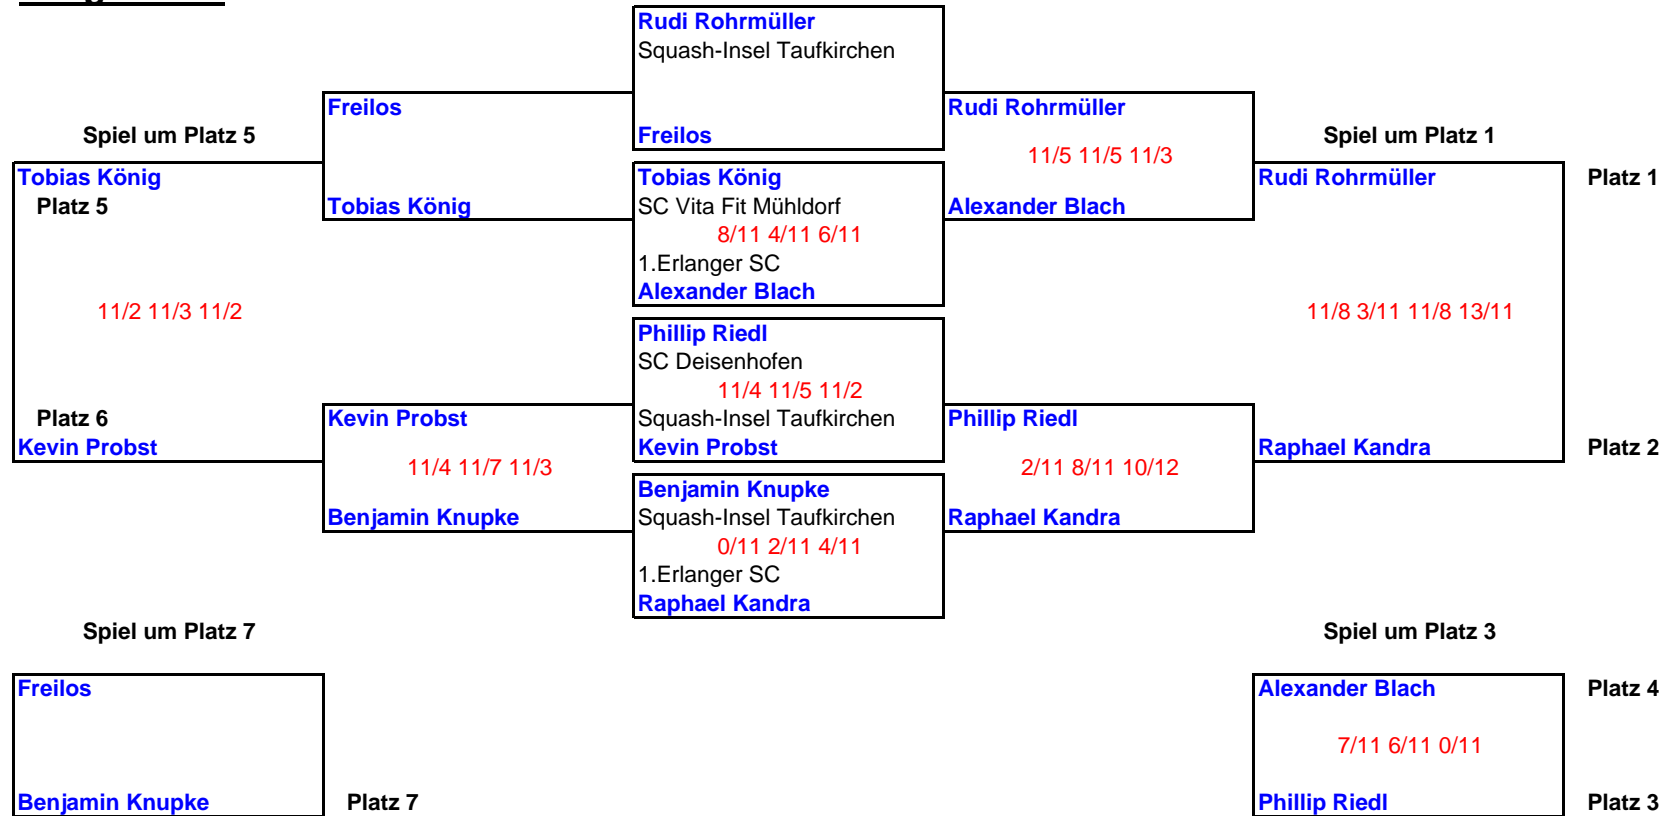 Rudi Rohrmüller
Squash-Insel Taufkirchen
Freilos Rudi Rohrmüller
Spiel um Platz 5 Freilos Spiel um Platz 1
11/5 11/5 11/3
Tobias König Tobias König Rudi Rohrmüller Platz 1
Platz 5 Tobias König SC Vita Fit Mühldorf Alexander Blach
8/11 4/11 6/11
1.Erlanger SC
Alexander Blach
11/2 11/3 11/2 11/8 3/11 11/8 13/11
Phillip Riedl
SC Deisenhofen
11/4 11/5 11/2
Platz 6 Kevin Probst Squash-Insel Taufkirchen Phillip Riedl
Kevin Probst Kevin Probst Raphael Kandra Platz 2
11/4 11/7 11/3 2/11 8/11 10/12
Benjamin Knupke
Benjamin Knupke Squash-Insel Taufkirchen Raphael Kandra
0/11 2/11 4/11
1.Erlanger SC
Raphael Kandra
Spiel um Platz 7 Spiel um Platz 3
Freilos Alexander Blach Platz 4
7/11 6/11 0/11
Benjamin Knupke Platz 7 Phillip Riedl Platz 3